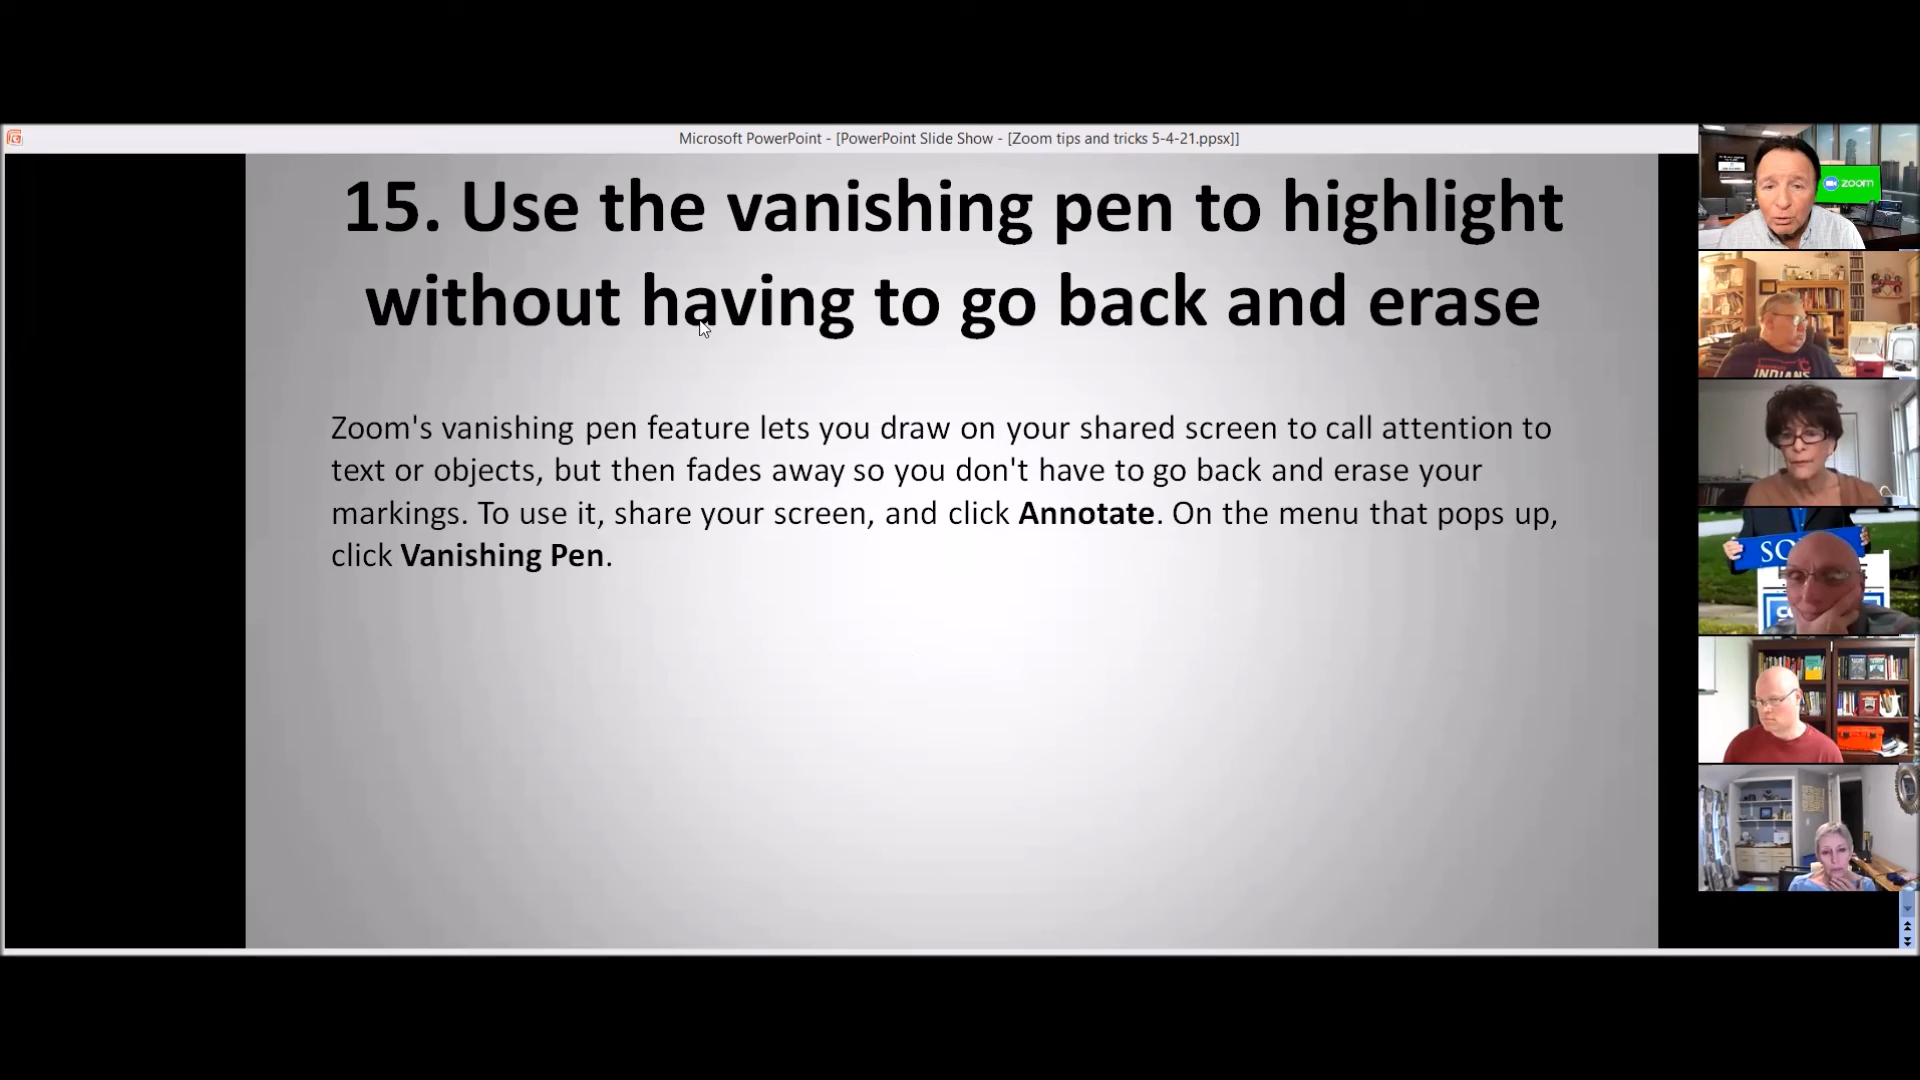 Microsoft PowerPoint - [PowerPoint Slide Show - [Zoom tips and tricks 5-4-21.ppsx]]
15. Use the vanishing pen to highlight
without having to go back and erase
Zoom's vanishing pen feature lets you draw on your shared screen to call attention to
text or objects, but then fades away so you don't have to go back and erase your
markings. To use it, share your screen, and click Annotate. On the menu that pops up,
click Vanishing Pen.
zoom
INDIANS
SO